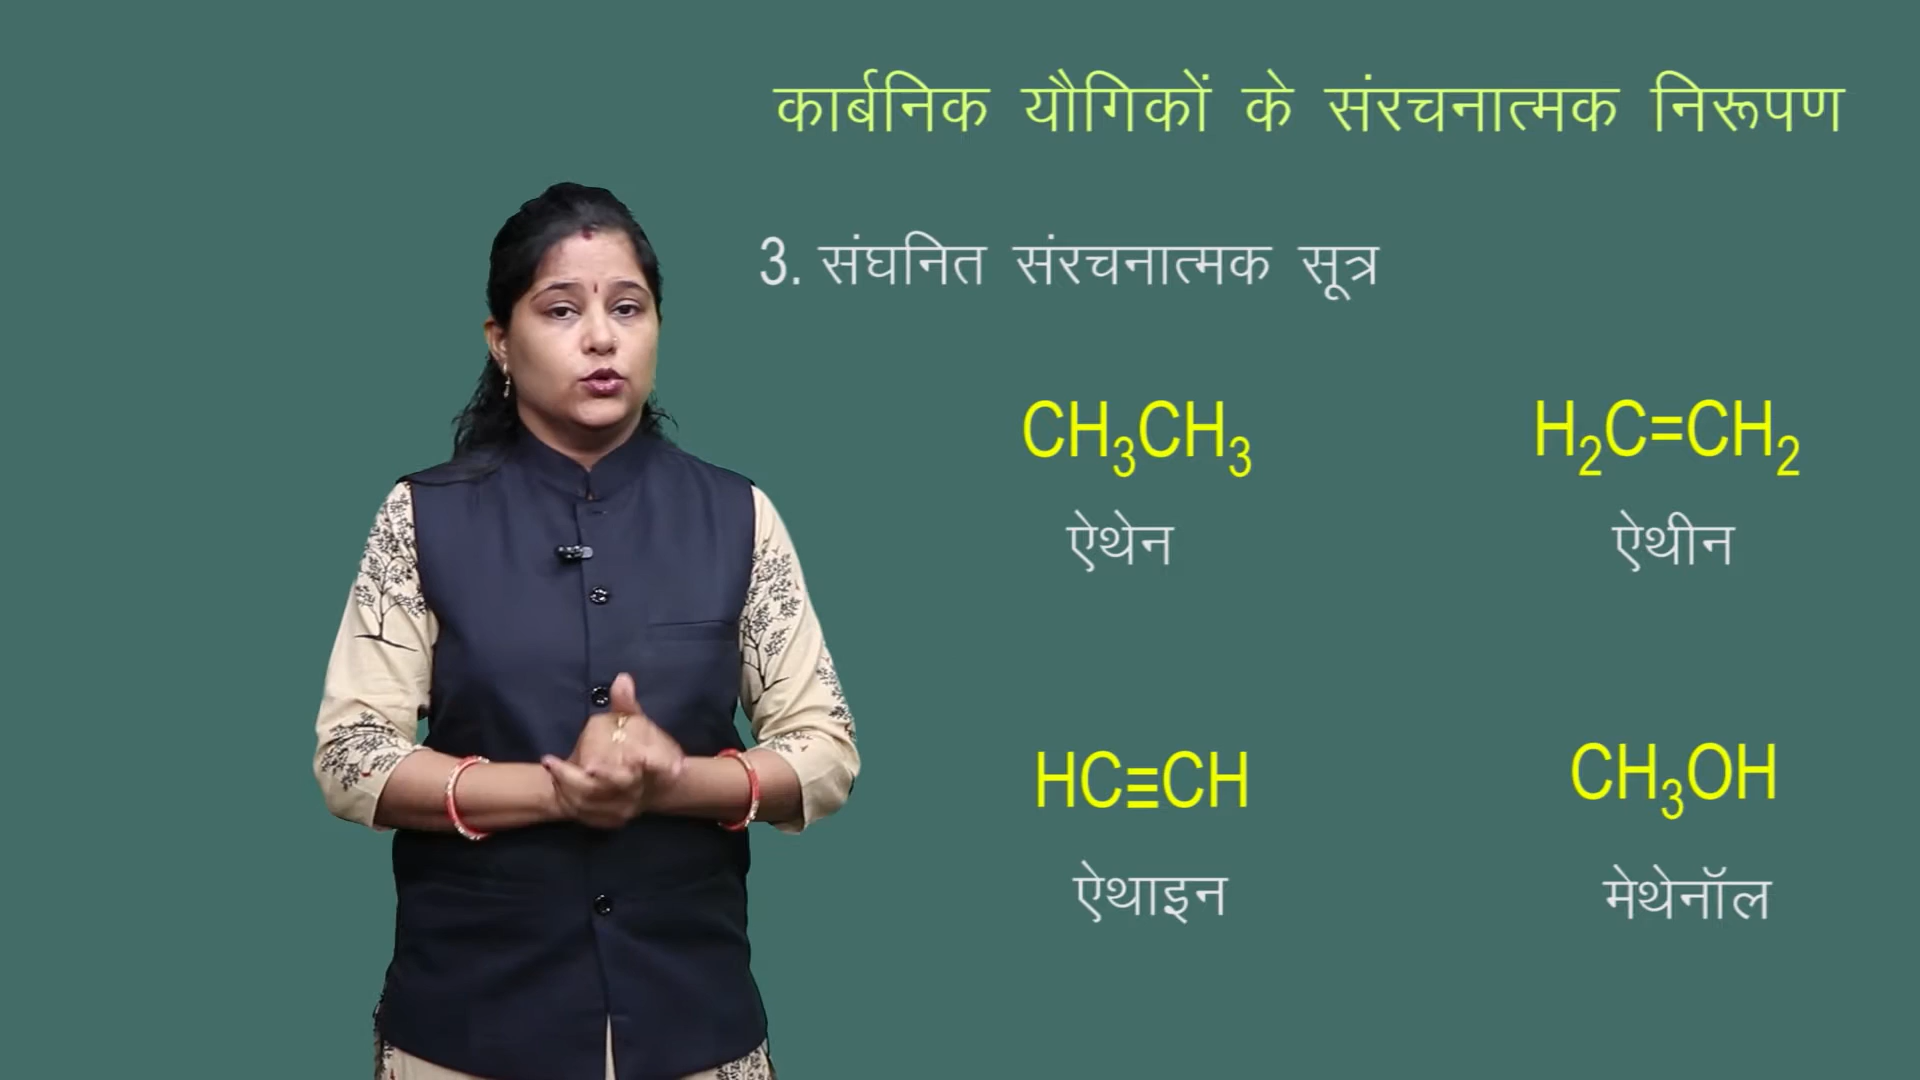 कार्बनिक यौगिकों के संरचनात्मक निरूपण
3. संघनित संरचनात्मक सूत्र
CH₃CH₃ H₂C=CH₂
ऐथेन ऐथीन
HC≡CH CH₃OH
ऐथाइन मेथेनॉल